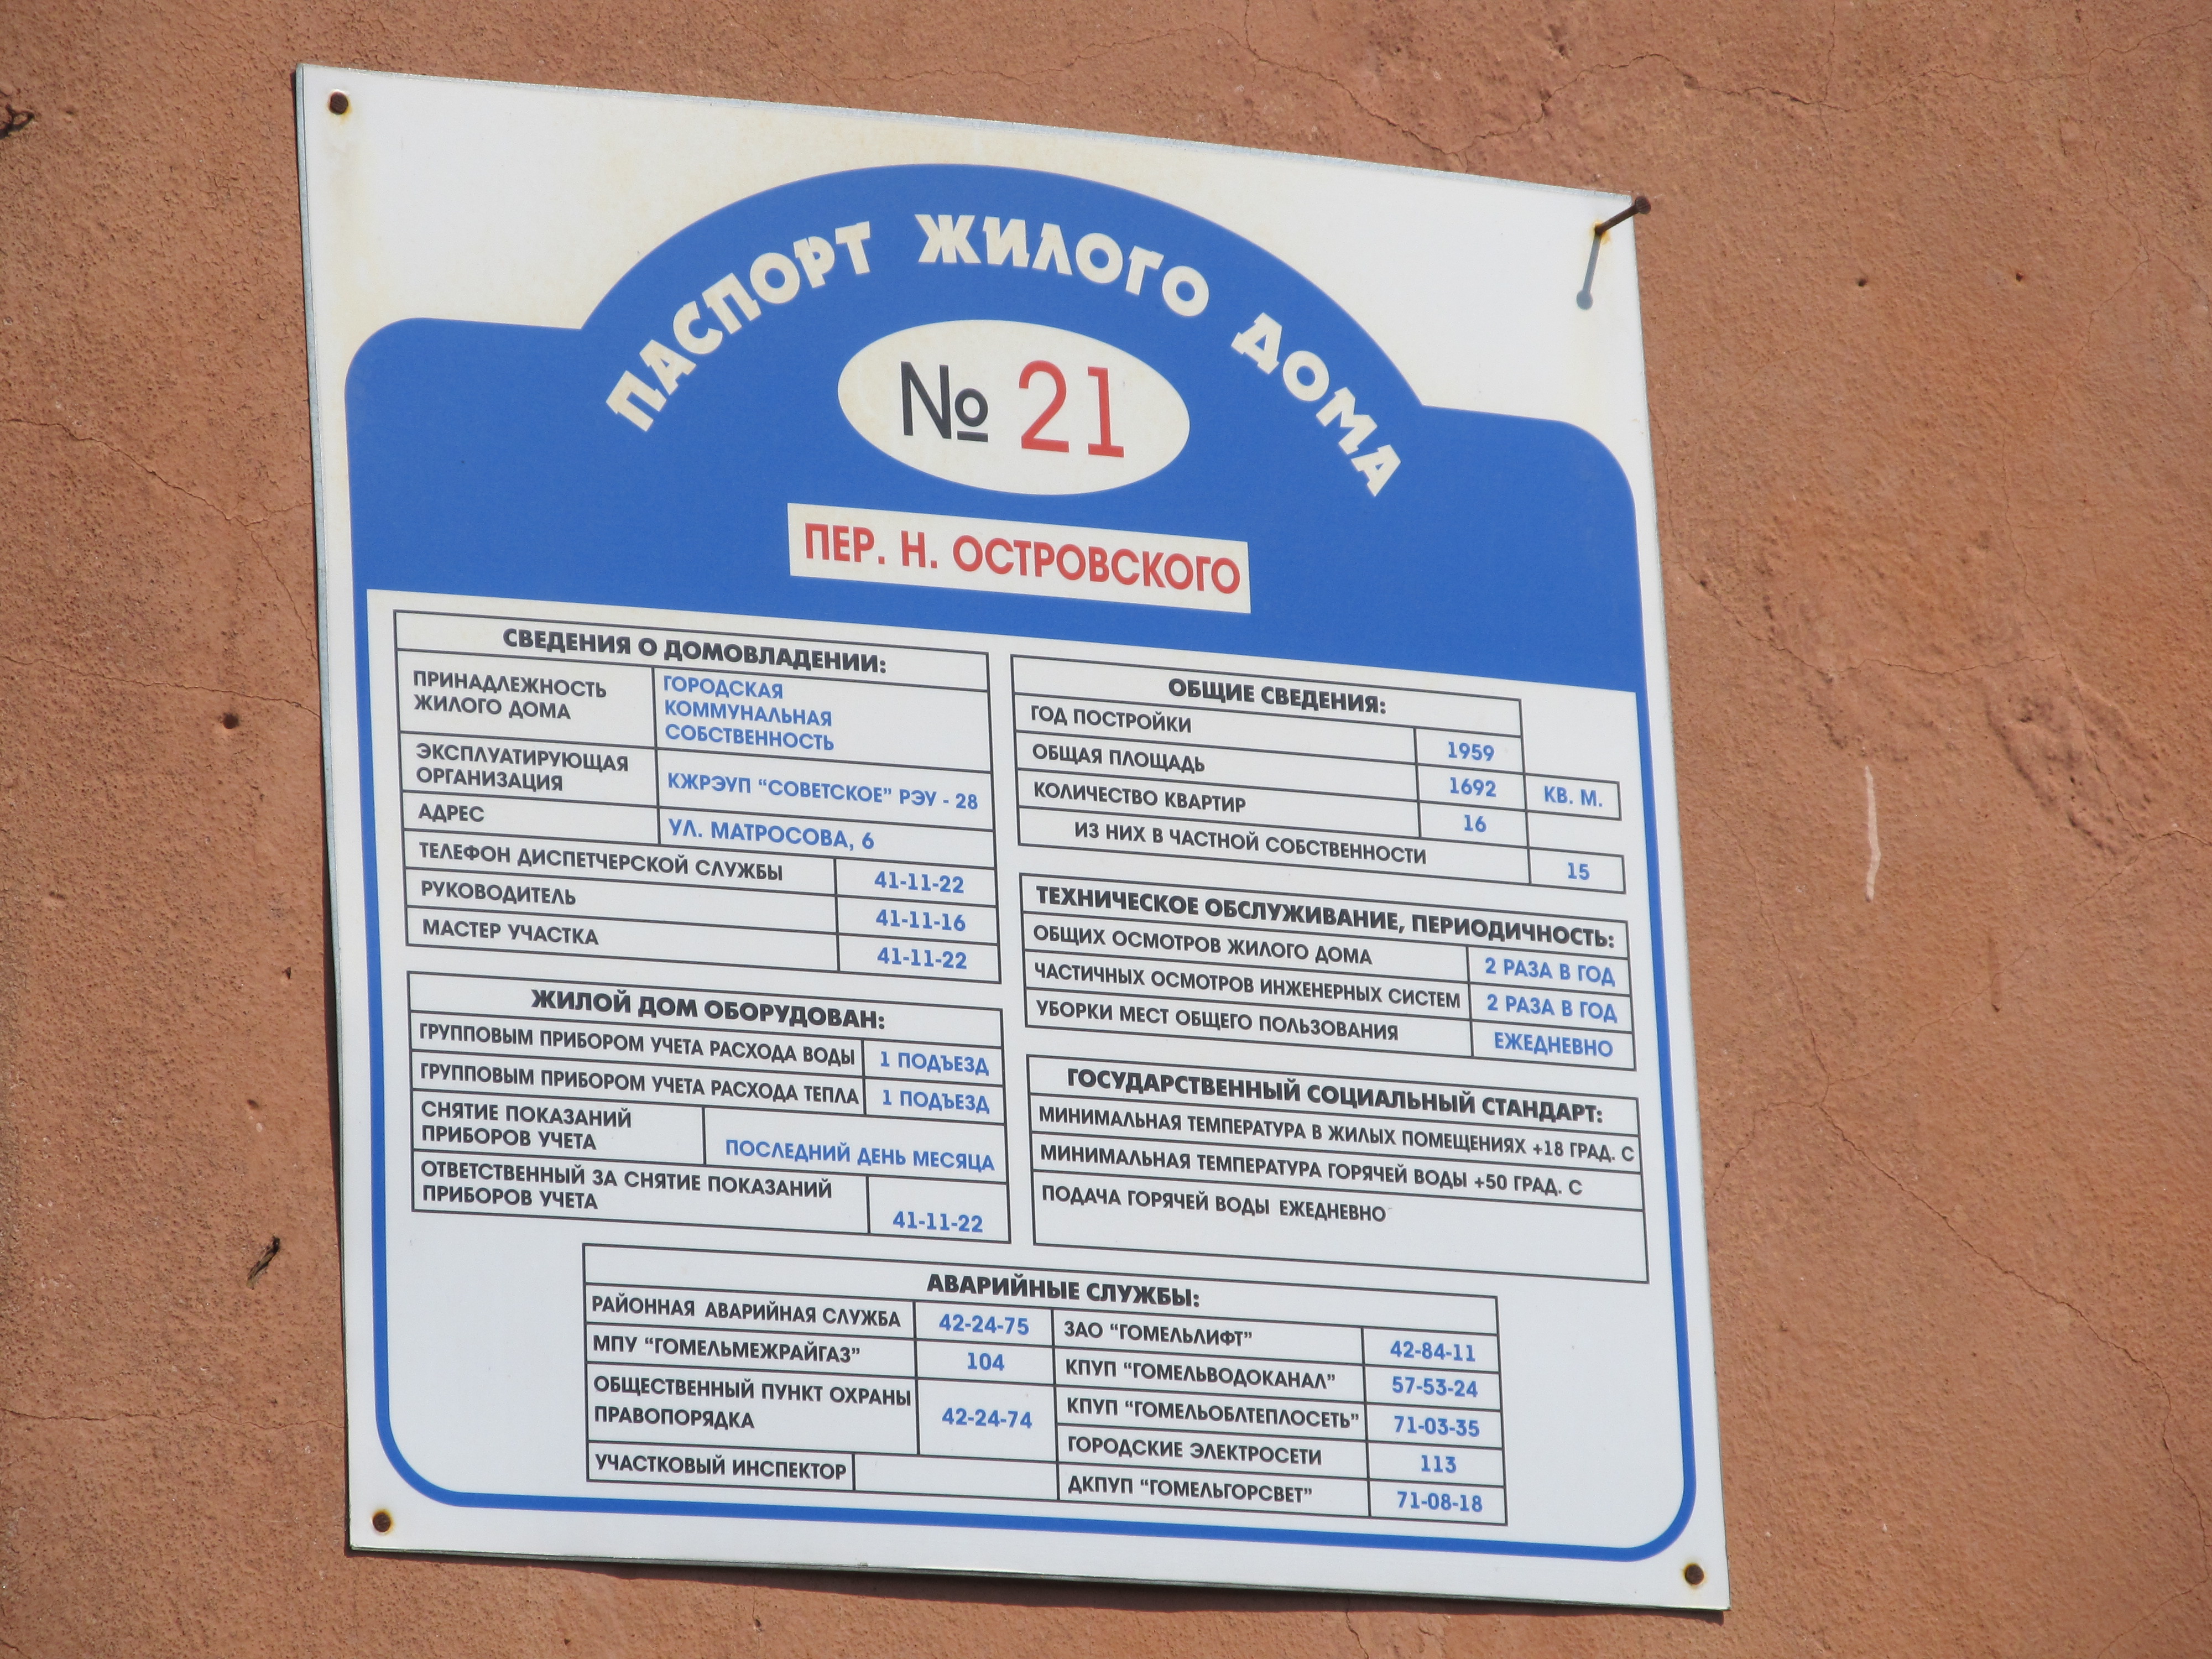 ПАСПОРТ ЖИЛОГО ДОМА
№ 21
ПЕР. Н. ОСТРОВСКОГО
СВЕДЕНИЯ О ДОМОВЛАДЕНИИ:
ПРИНАДЛЕЖНОСТЬ
ЖИЛОГО ДОМА
ГОРОДСКАЯ
КОММУНАЛЬНАЯ
СОБСТВЕННОСТЬ
ЭКСПЛУАТИРУЮЩАЯ
ОРГАНИЗАЦИЯ
КЖРЭУП “СОВЕТСКОЕ” РЭУ - 28
АДРЕС
УЛ. МАТРОСОВА, 6
ТЕЛЕФОН ДИСПЕТЧЕРСКОЙ СЛУЖБЫ 41-11-22
РУКОВОДИТЕЛЬ 41-11-16
МАСТЕР УЧАСТКА 41-11-22
ЖИЛОЙ ДОМ ОБОРУДОВАН:
ГРУППОВЫМ ПРИБОРОМ УЧЕТА РАСХОДА ВОДЫ 1 ПОДЪЕЗД
ГРУППОВЫМ ПРИБОРОМ УЧЕТА РАСХОДА ТЕПЛА 1 ПОДЪЕЗД
СНЯТИЕ ПОКАЗАНИЙ
ПРИБОРОВ УЧЕТА
ПОСЛЕДНИЙ ДЕНЬ МЕСЯЦА
ОТВЕТСТВЕННЫЙ ЗА СНЯТИЕ ПОКАЗАНИЙ
ПРИБОРОВ УЧЕТА
41-11-22
ОБЩИЕ СВЕДЕНИЯ:
ГОД ПОСТРОЙКИ 1959
ОБЩАЯ ПЛОЩАДЬ 1692 КВ. М.
КОЛИЧЕСТВО КВАРТИР 16
ИЗ НИХ В ЧАСТНОЙ СОБСТВЕННОСТИ 15
ТЕХНИЧЕСКОЕ ОБСЛУЖИВАНИЕ, ПЕРИОДИЧНОСТЬ:
ОБЩИХ ОСМОТРОВ ЖИЛОГО ДОМА 2 РАЗА В ГОД
ЧАСТИЧНЫХ ОСМОТРОВ ИНЖЕНЕРНЫХ СИСТЕМ 2 РАЗА В ГОД
УБОРКИ МЕСТ ОБЩЕГО ПОЛЬЗОВАНИЯ ЕЖЕДНЕВНО
ГОСУДАРСТВЕННЫЙ СОЦИАЛЬНЫЙ СТАНДАРТ:
МИНИМАЛЬНАЯ ТЕМПЕРАТУРА В ЖИЛЫХ ПОМЕЩЕНИЯХ +18 ГРАД. С
МИНИМАЛЬНАЯ ТЕМПЕРАТУРА ГОРЯЧЕЙ ВОДЫ +50 ГРАД. С
ПОДАЧА ГОРЯЧЕЙ ВОДЫ ЕЖЕДНЕВНО
АВАРИЙНЫЕ СЛУЖБЫ:
РАЙОННАЯ АВАРИЙНАЯ СЛУЖБА 42-24-75
МПУ “ГОМЕЛЬМЕЖРАЙГАЗ” 104
ОБЩЕСТВЕННЫЙ ПУНКТ ОХРАНЫ
ПРАВОПОРЯДКА
42-24-74
УЧАСТКОВЫЙ ИНСПЕКТОР
ЗАО “ГОМЕЛЬЛИФТ” 42-84-11
КПУП “ГОМЕЛЬВОДОКАНАЛ” 57-53-24
КПУП “ГОМЕЛЬОБЛТЕПЛОСЕТЬ” 71-03-35
ГОРОДСКИЕ ЭЛЕКТРОСЕТИ 113
ДКПУП “ГОМЕЛЬГОРСВЕТ” 71-08-18